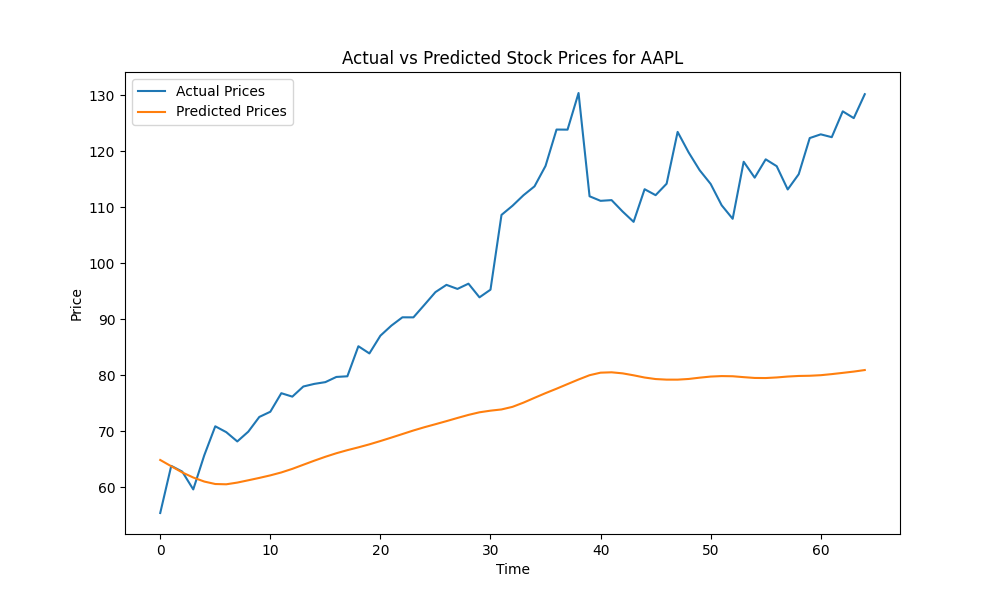 Actual vs Predicted Stock Prices for AAPL
Actual Prices
Predicted Prices
Price
130
120
110
100
90
80
70
60
0 10 20 30 40 50 60
Time